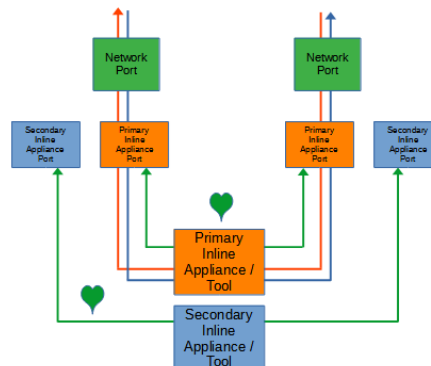 Network
Port
Network
Port
Secondary
Inline
Appliance
Port
Primary
Inline
Appliance
Port
Primary
Inline
Appliance
Port
Secondary
Inline
Appliance
Port
Primary
Inline
Appliance /
Tool
Secondary
Inline
Appliance /
Tool